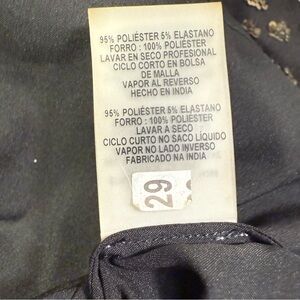 95% POLIÉSTER 5% ELASTANO
FORRO : 100% POLIÉSTER
LAVAR EN SECO PROFESIONAL
CICLO CORTO EN BOLSA
DE MALLA
VAPOR AL REVERSO
HECHO EN INDIA
95% POLIÉSTER 5% ELASTANO
FORRO : 100% POLIÉSTER
LAVAR A SECO
CICLO CURTO NO SACO LÍQUIDO
VAPOR NO LADO INVERSO
FABRICADO NA INDIA
29